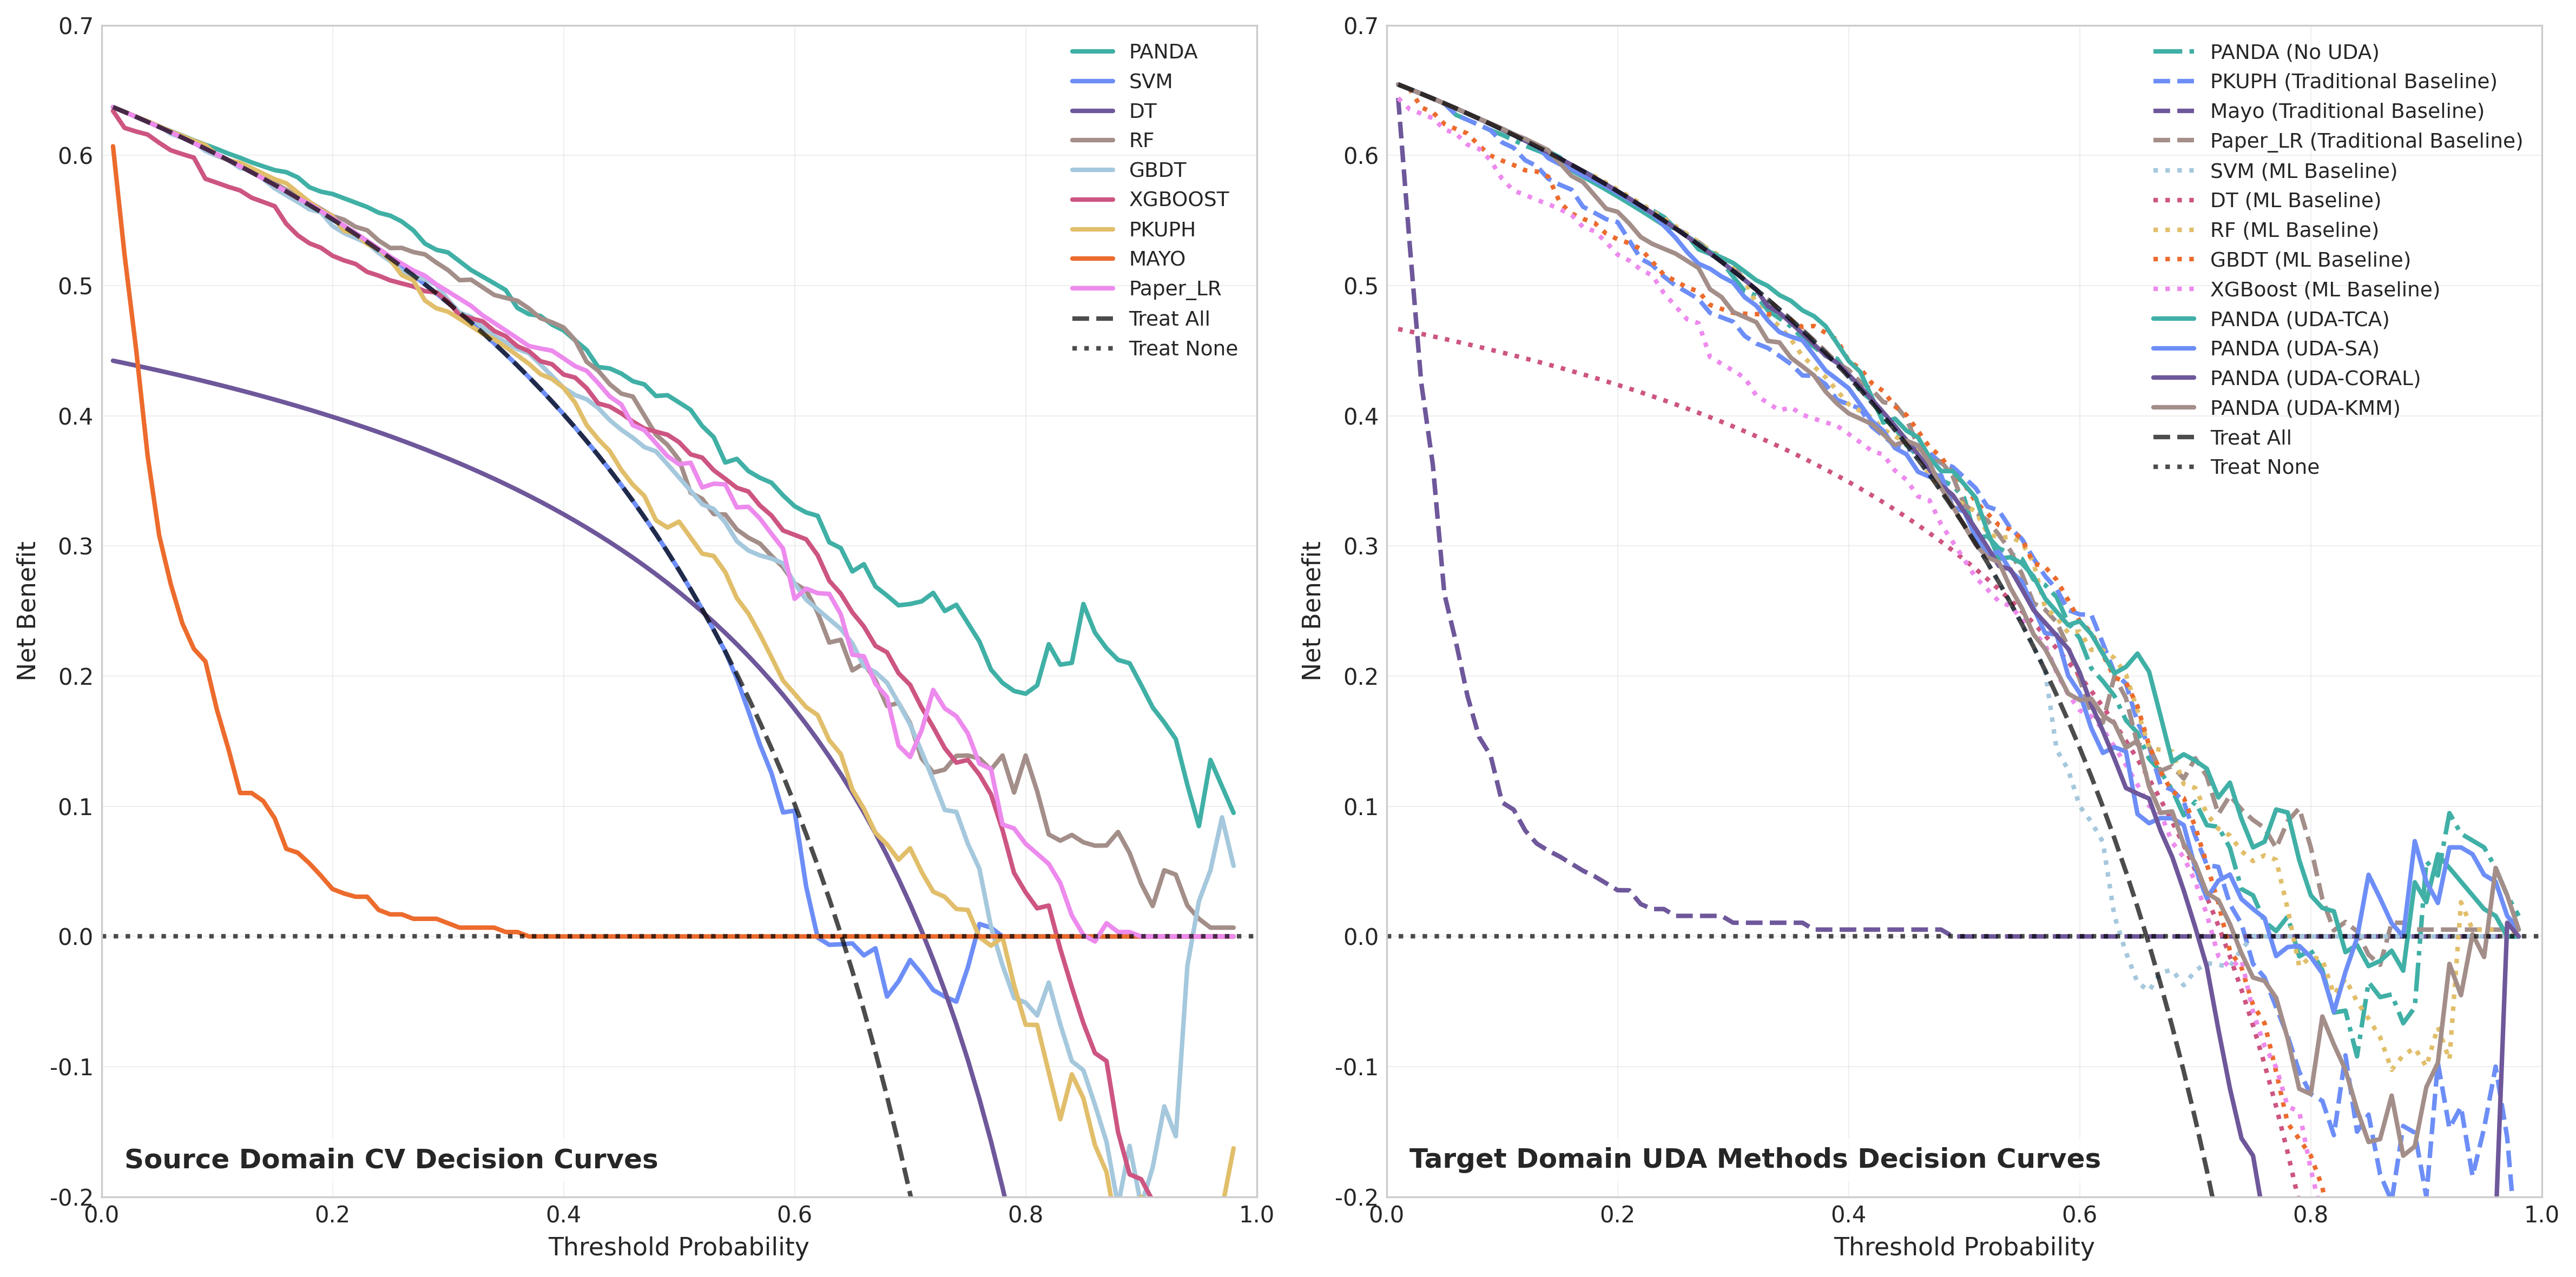 0.7
0.6
0.5
0.4
0.3
0.2
0.1
0.0
-0.1
-0.2
Net Benefit
PANDA
SVM
DT
RF
GBDT
XGBOOST
PKUPH
MAYO
Paper_LR
Treat All
Treat None
Source Domain CV Decision Curves
0.0
0.2
0.4
0.6
0.8
1.0
Threshold Probability
0.7
0.6
0.5
0.4
0.3
0.2
0.1
0.0
-0.1
-0.2
Net Benefit
PANDA (No UDA)
PKUPH (Traditional Baseline)
Mayo (Traditional Baseline)
Paper_LR (Traditional Baseline)
SVM (ML Baseline)
DT (ML Baseline)
RF (ML Baseline)
GBDT (ML Baseline)
XGBoost (ML Baseline)
PANDA (UDA-TCA)
PANDA (UDA-SA)
PANDA (UDA-CORAL)
PANDA (UDA-KMM)
Treat All
Treat None
Target Domain UDA Methods Decision Curves
0.0
0.2
0.4
0.6
0.8
1.0
Threshold Probability